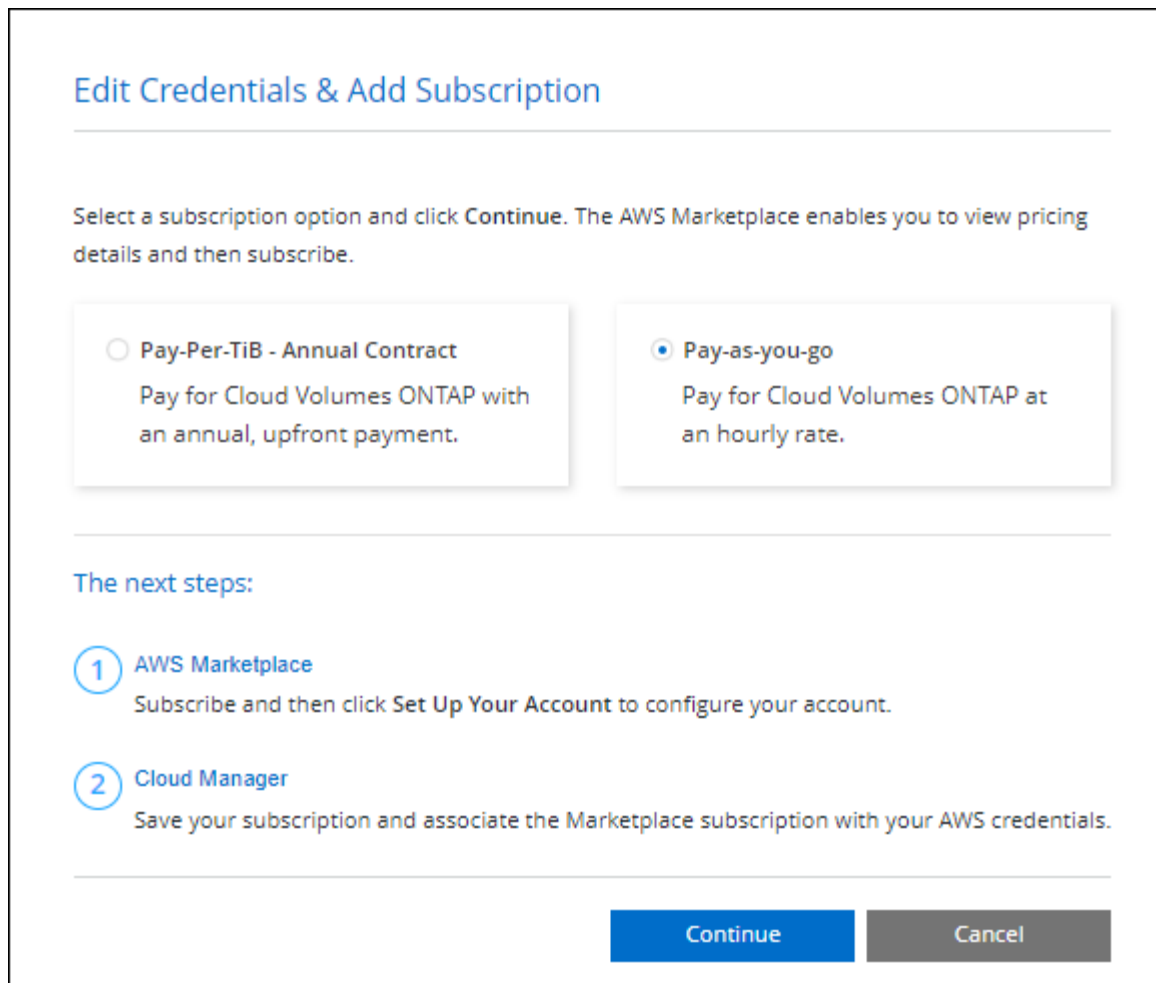 Edit Credentials & Add Subscription
Select a subscription option and click Continue. The AWS Marketplace enables you to view pricing
details and then subscribe.
Pay-Per-TiB - Annual Contract
Pay for Cloud Volumes ONTAP with
an annual, upfront payment.
Pay-as-you-go
Pay for Cloud Volumes ONTAP at
an hourly rate.
The next steps:
1 AWS Marketplace
Subscribe and then click Set Up Your Account to configure your account.
2 Cloud Manager
Save your subscription and associate the Marketplace subscription with your AWS credentials.
Continue Cancel